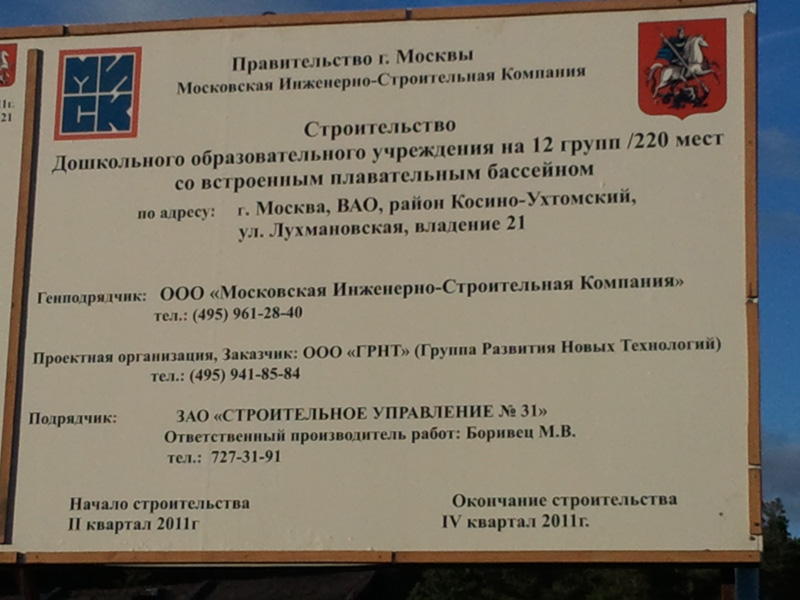 1г.
21
МИ
У
СК
Правительство г. Москвы
Московская Инженерно-Строительная Компания
Строительство
Дошкольного образовательного учреждения на 12 групп /220 мест
со встроенным плавательным бассейном
по адресу: г. Москва, ВАО, район Косино-Ухтомский,
ул. Лухмановская, владение 21
Генподрядчик: ООО «Московская Инженерно-Строительная Компания»
тел.: (495) 961-28-40
Проектная организация, Заказчик: ООО «ГРНТ» (Группа Развития Новых Технологий)
тел.: (495) 941-85-84
Подрядчик: ЗАО «СТРОИТЕЛЬНОЕ УПРАВЛЕНИЕ № 31»
Ответственный производитель работ: Боривец М.В.
тел.: 727-31-91
Начало строительства
II квартал 2011г
Окончание строительства
IV квартал 2011г.